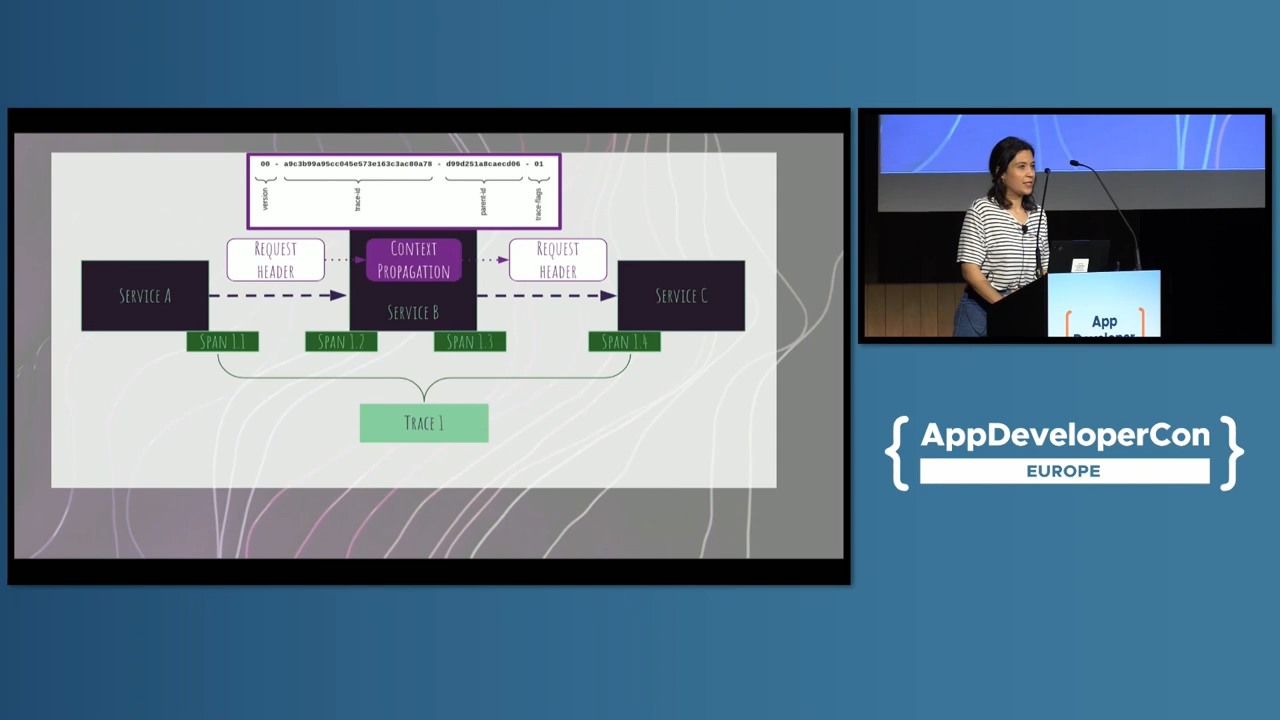 00 - a9c3b99a95cc045e573e163c3ac80a78 - d99d251a8caecd06 - 01
version
trace-id
parent-id
trace-flags
REQUEST
HEADER
CONTEXT
PROPAGATION
REQUEST
HEADER
SERVICE A
SERVICE B
SERVICE C
SPAN 1.1
SPAN 1.2
SPAN 1.3
SPAN 1.4
TRACE 1
App
Developer
{ AppDeveloperCon }
EUROPE